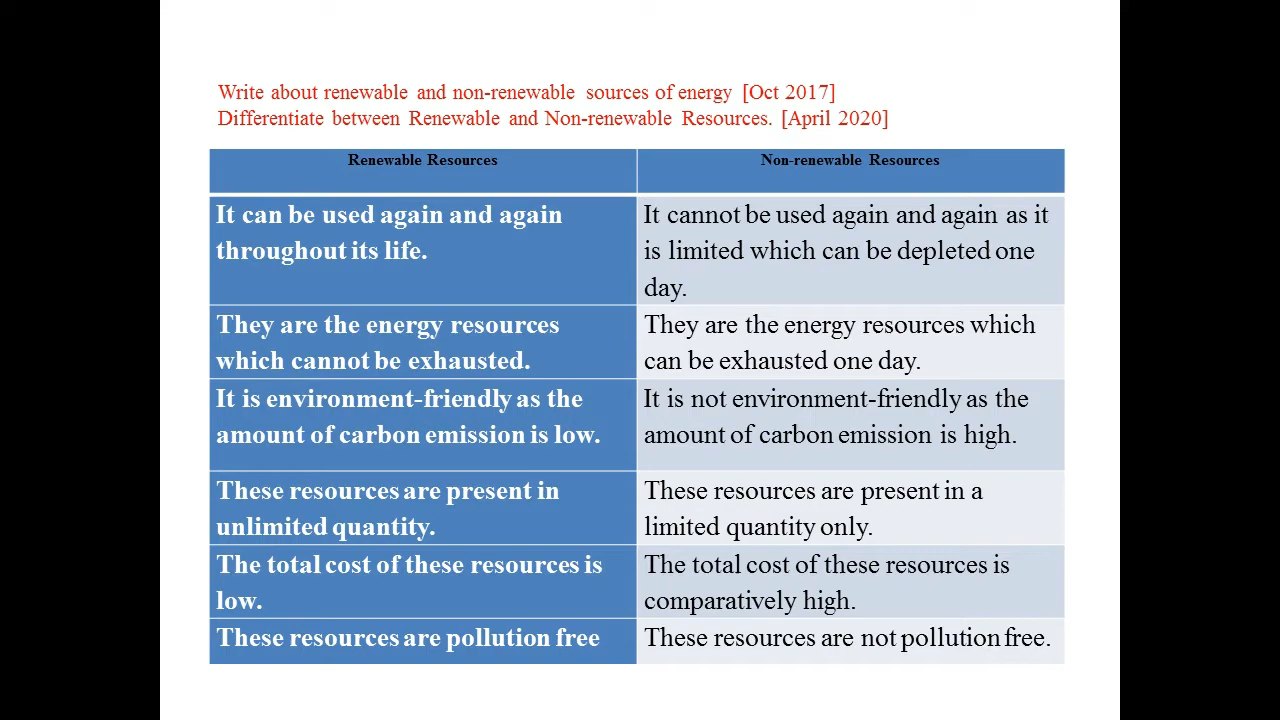 Write about renewable and non-renewable sources of energy [Oct 2017]
Differentiate between Renewable and Non-renewable Resources. [April 2020]
Renewable Resources
Non-renewable Resources
It can be used again and again
throughout its life.
It cannot be used again and again as it
is limited which can be depleted one
day.
They are the energy resources
which cannot be exhausted.
They are the energy resources which
can be exhausted one day.
It is environment-friendly as the
amount of carbon emission is low.
It is not environment-friendly as the
amount of carbon emission is high.
These resources are present in
unlimited quantity.
These resources are present in a
limited quantity only.
The total cost of these resources is
low.
The total cost of these resources is
comparatively high.
These resources are pollution free
These resources are not pollution free.